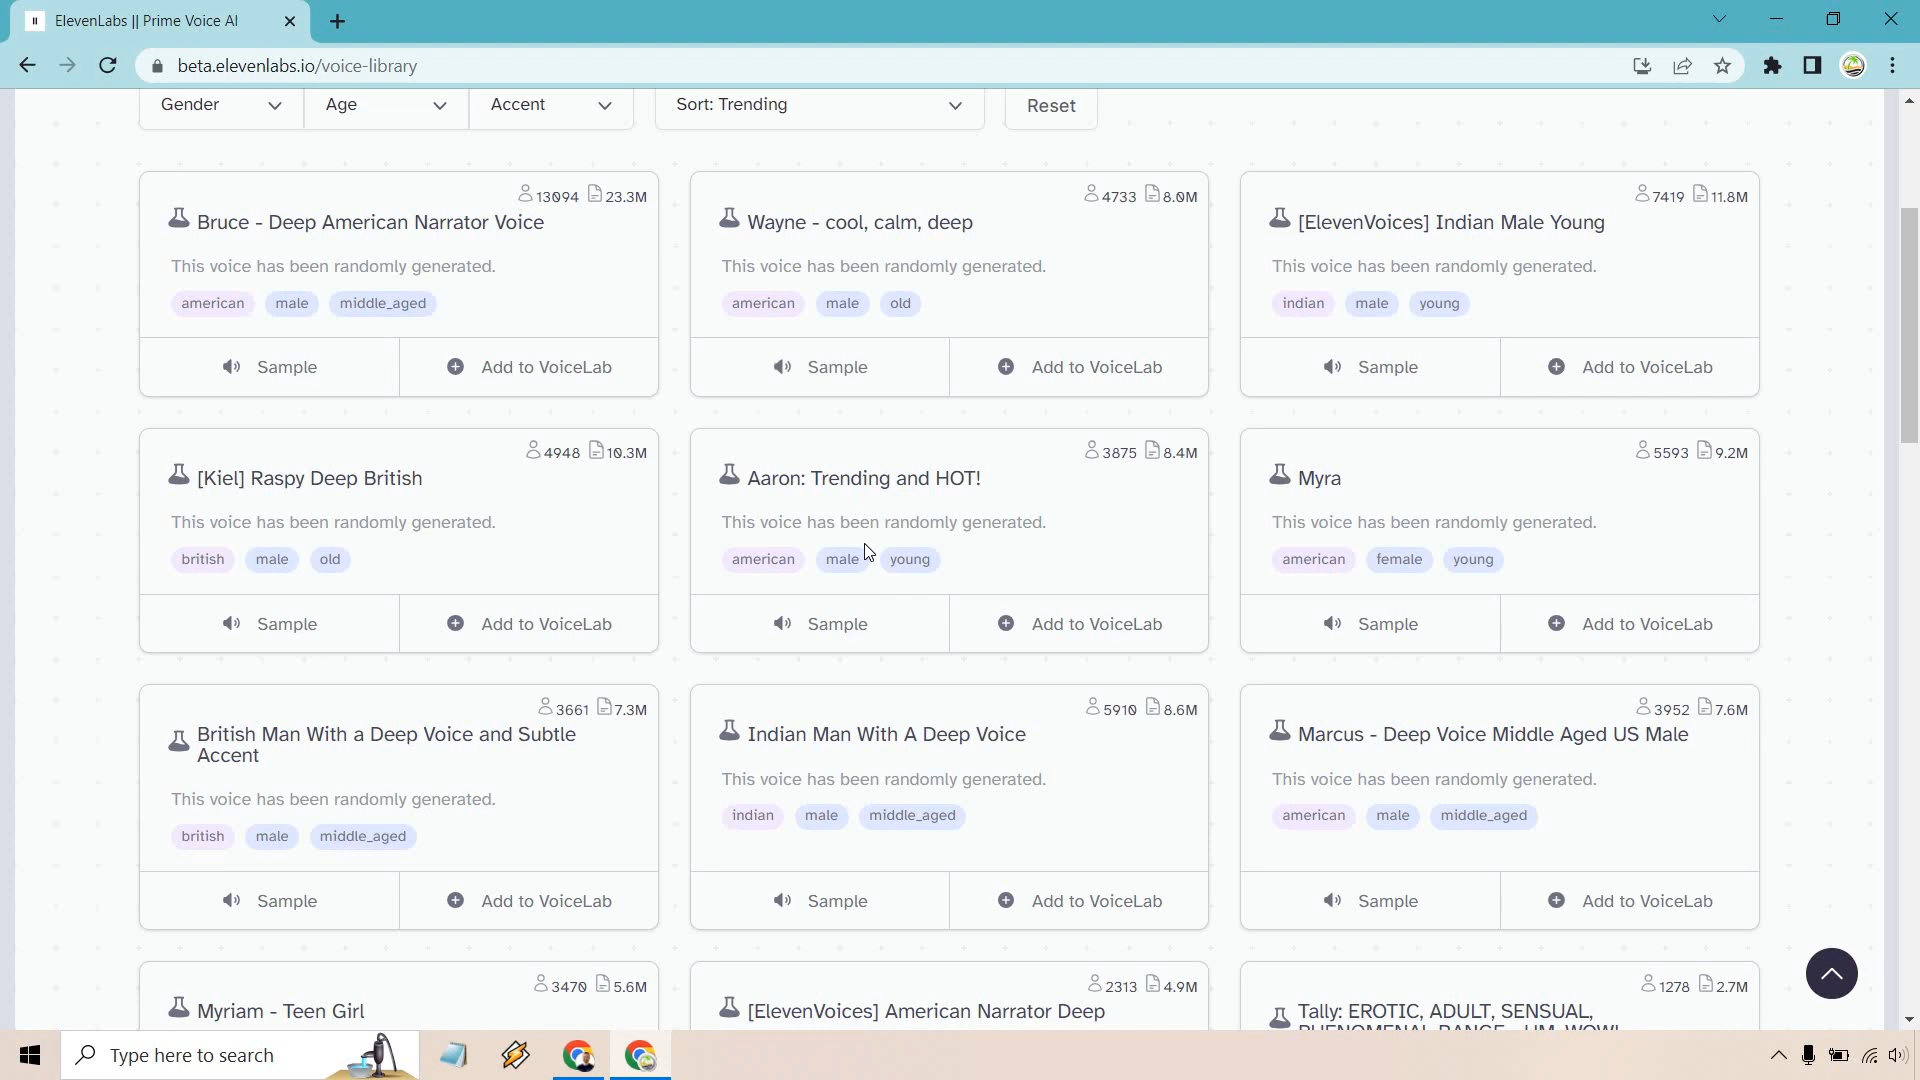 ElevenLabs || Prime Voice AI
beta.elevenlabs.io/voice-library
Gender Age Accent Sort: Trending Reset
13094 23.3M 4733 8.0M 7419 11.8M
Bruce - Deep American Narrator Voice Wayne - cool, calm, deep [ElevenVoices] Indian Male Young
This voice has been randomly generated. This voice has been randomly generated. This voice has been randomly generated.
american male middle_aged american male old indian male young
Sample Add to VoiceLab Sample Add to VoiceLab Sample Add to VoiceLab
4948 10.3M 3875 8.4M 5593 9.2M
[Kiel] Raspy Deep British Aaron: Trending and HOT! Myra
This voice has been randomly generated. This voice has been randomly generated. This voice has been randomly generated.
british male old american male young american female young
Sample Add to VoiceLab Sample Add to VoiceLab Sample Add to VoiceLab
3661 7.3M 5910 8.6M 3952 7.6M
British Man With a Deep Voice and Subtle Indian Man With A Deep Voice Marcus - Deep Voice Middle Aged US Male
Accent
This voice has been randomly generated. This voice has been randomly generated. This voice has been randomly generated.
british male middle_aged indian male middle_aged american male middle_aged
Sample Add to VoiceLab Sample Add to VoiceLab Sample Add to VoiceLab
3470 5.6M 2313 4.9M 1278 2.7M
Myriam - Teen Girl [ElevenVoices] American Narrator Deep Tally: EROTIC, ADULT, SENSUAL,
PHENOMENAL RANGE - UM, WOW!
Type here to search